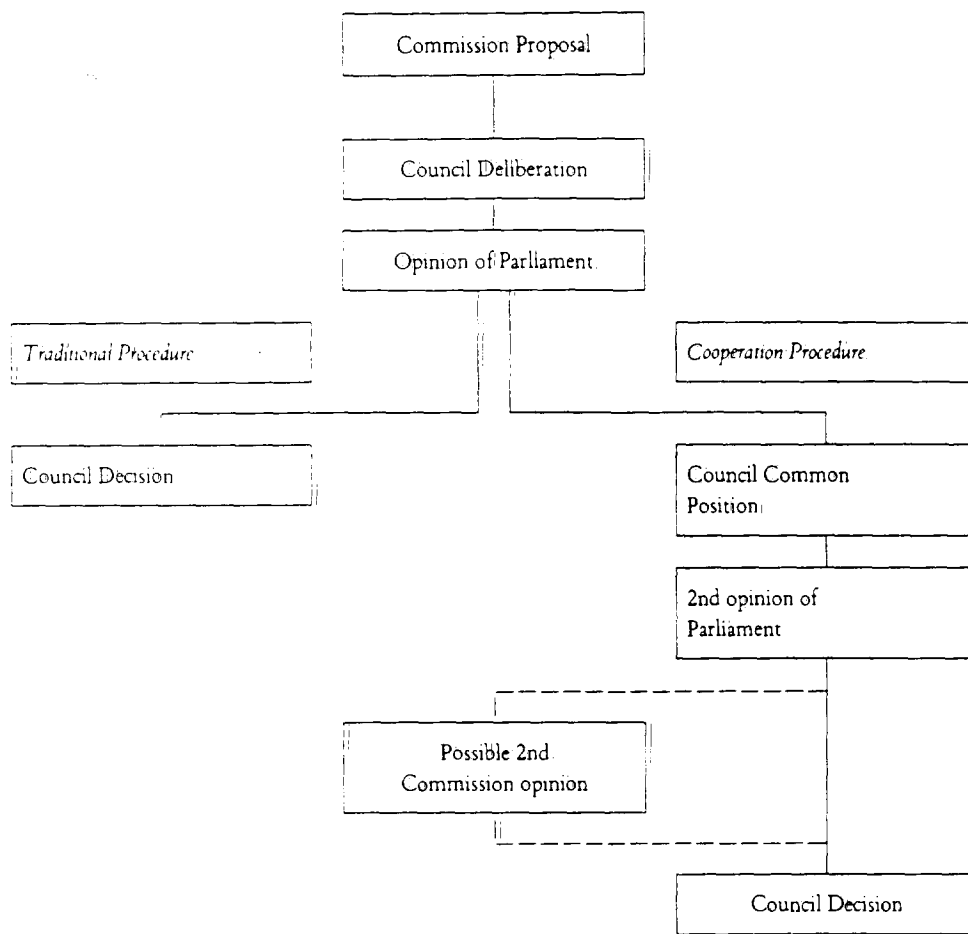 Commission Proposal
Council Deliberation
Opinion of Parliament
Traditional Procedure
Cooperation Procedure
Council Decision
Council Common
Position
2nd opinion of
Parliament
Possible 2nd
Commission opinion
Council Decision